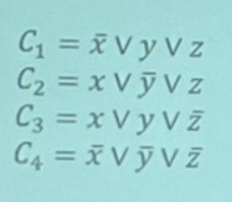 C₁ = x̄ ∨ y ∨ z
C₂ = x ∨ ȳ ∨ z
C₃ = x ∨ y ∨ z̄
C₄ = x̄ ∨ ȳ ∨ z̄